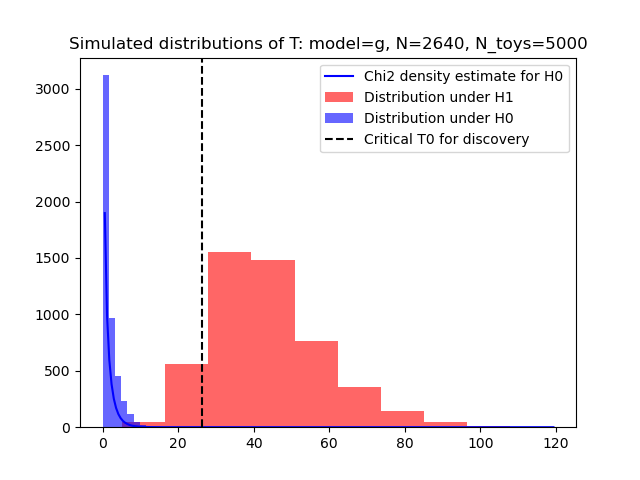 Simulated distributions of T: model=g, N=2640, N_toys=5000
Chi2 density estimate for H0
Distribution under H1
Distribution under H0
Critical T0 for discovery
3000
2500
2000
1500
1000
500
0
0 20 40 60 80 100 120